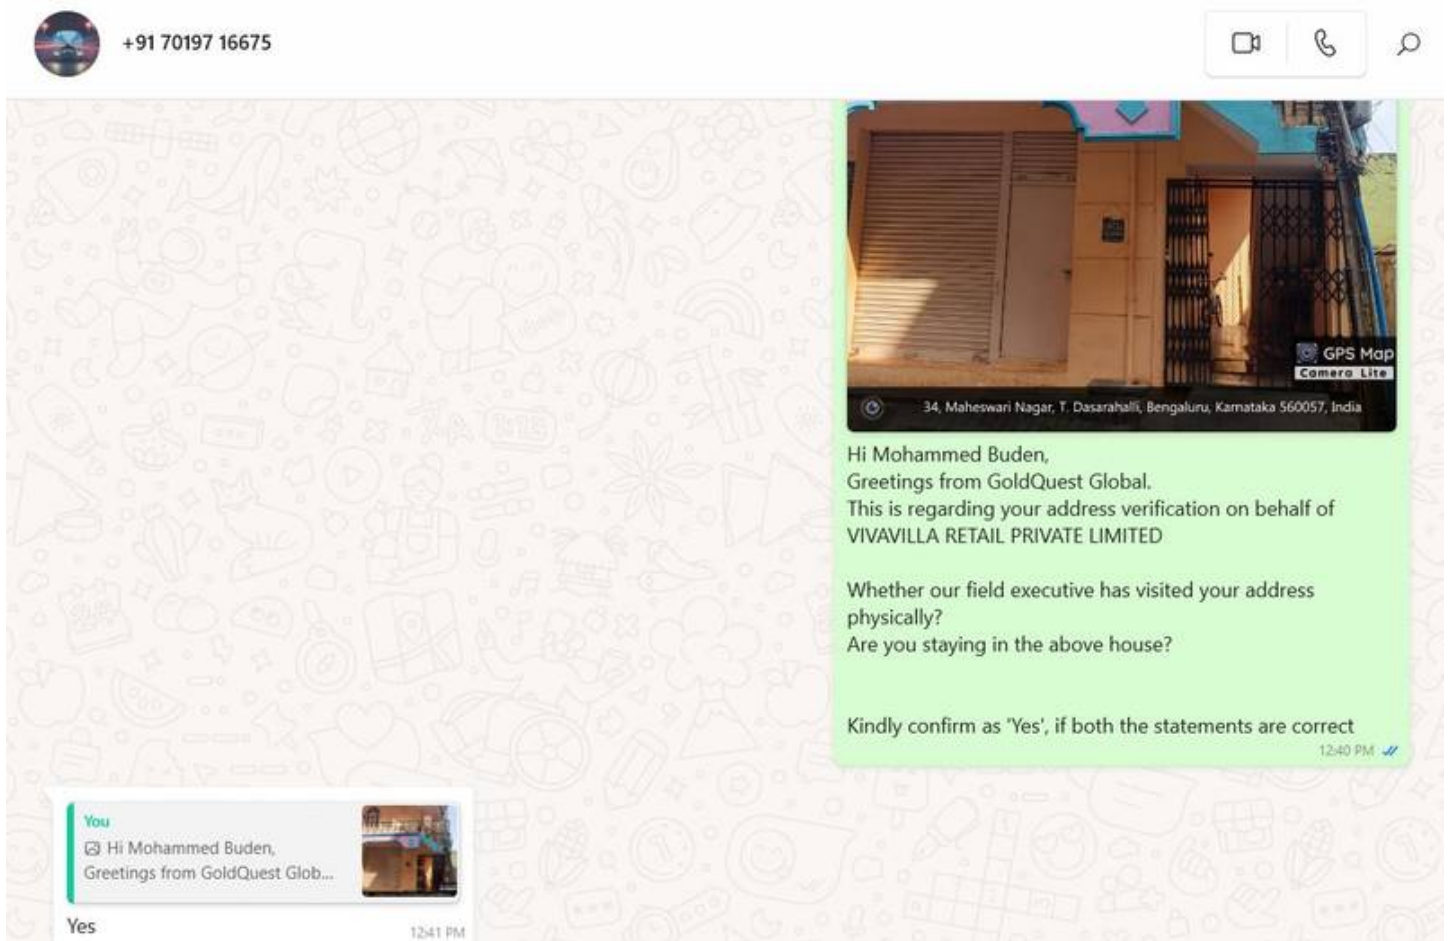 +91 70197 16675
GPS Map
Camera Lite
34, Maheswari Nagar, T. Dasarahalli, Bengaluru, Karnataka 560057, India
Hi Mohammed Buden,
Greetings from GoldQuest Global.
This is regarding your address verification on behalf of
VIVAVILLA RETAIL PRIVATE LIMITED
Whether our field executive has visited your address
physically?
Are you staying in the above house?
Kindly confirm as 'Yes', if both the statements are correct
12:40 PM
You
Hi Mohammed Buden,
Greetings from GoldQuest Glob...
Yes
12:41 PM